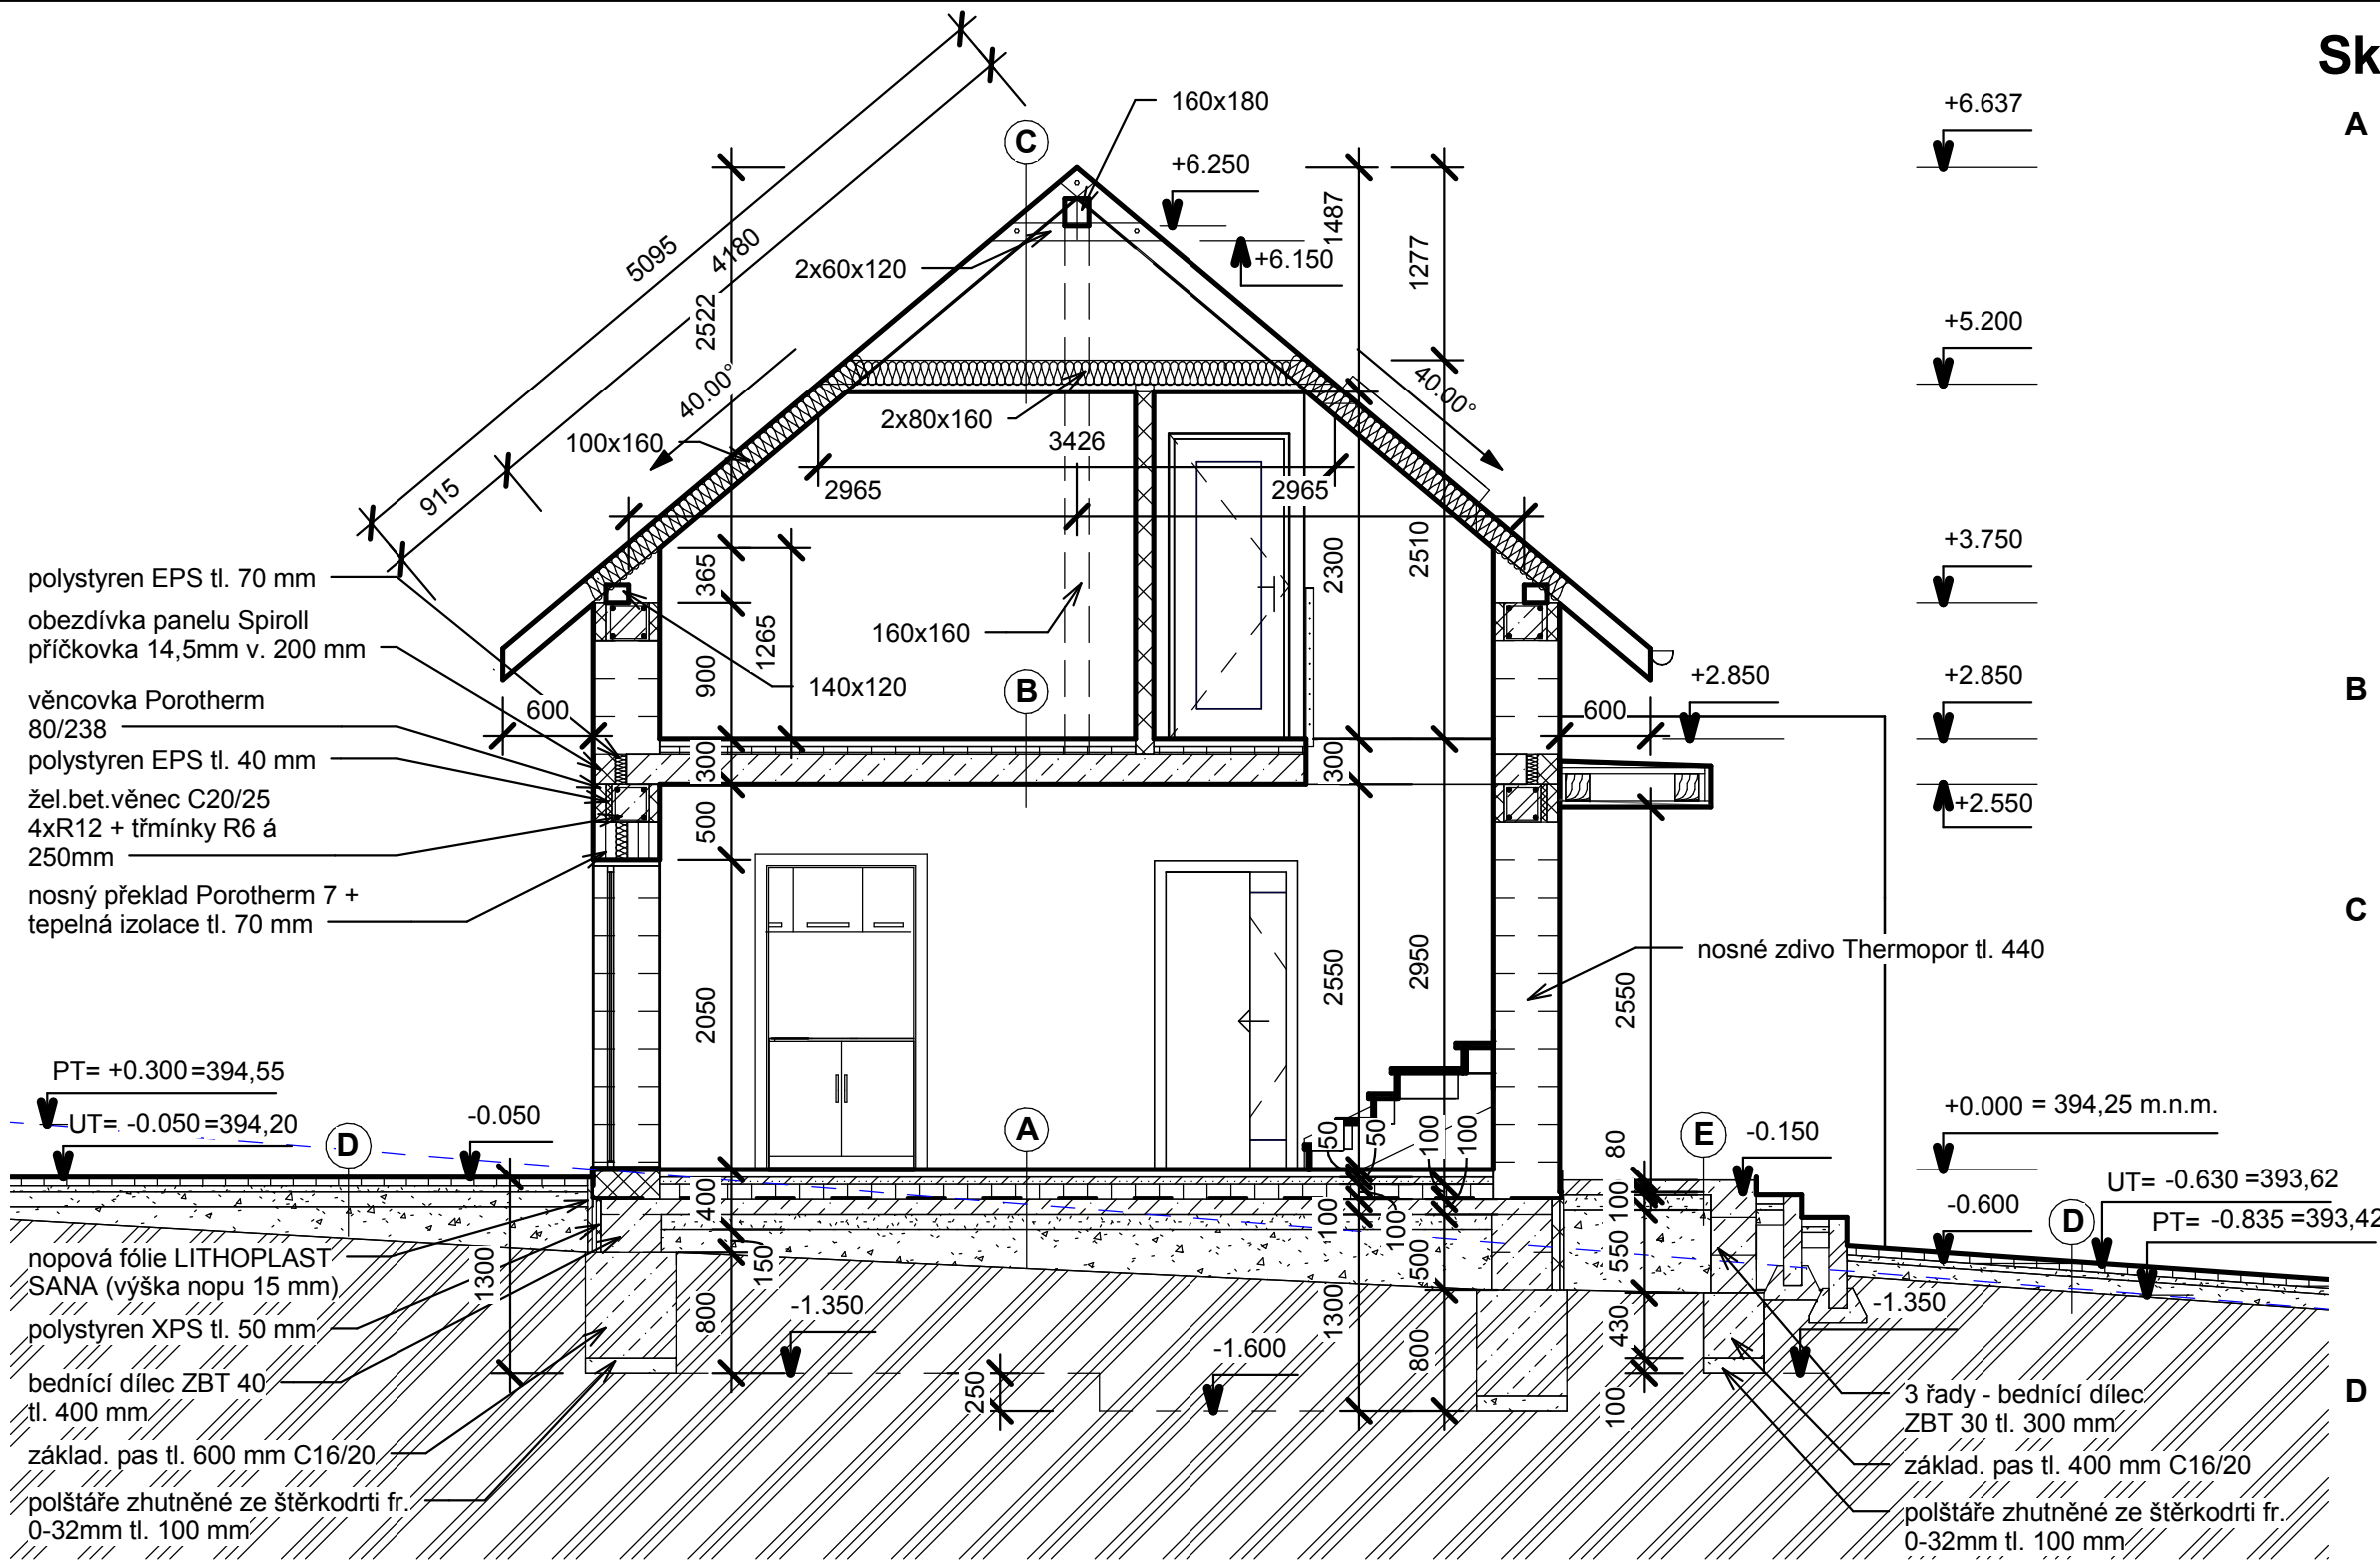 Sk
A
B
C
D
+6.637
+5.200
+3.750
+2.850
+2.550
+0.000 = 394,25 m.n.m.
-0.600
UT= -0.630 =393,62
PT= -0.835 =393,42
160x180
C
+6.250
+6.150
1487
1277
5095
4180
2522
2x60x120
40.00°
40.00°
100x160
2x80x160
3426
2965
2965
915
365
1265
900
160x160
140x120
2300
2510
B
600
600
+2.850
300
300
500
polystyren EPS tl. 70 mm
obezdívka panelu Spiroll
příčkovka 14,5mm v. 200 mm
věncovka Porotherm
80/238
polystyren EPS tl. 40 mm
žel.bet.věnec C20/25
4xR12 + třmínky R6 á
250mm
nosný překlad Porotherm 7 +
tepelná izolace tl. 70 mm
nosné zdivo Thermopor tl. 440
2050
2550
2950
2550
PT= +0.300 =394,55
UT= -0.050 =394,20
-0.050
D
A
E
D
-0.150
50
50
100
100
80
400
150
800
1300
100
100
500
1300
800
100
550
430
100
-1.350
-1.600
-1.350
250
nopová fólie LITHOPLAST
SANA (výška nopu 15 mm)
polystyren XPS tl. 50 mm
bednící dílec ZBT 40
tl. 400 mm
základ. pas tl. 600 mm C16/20
polštáře zhutněné ze štěrkodrti fr.
0-32mm tl. 100 mm
3 řady - bednící dílec
ZBT 30 tl. 300 mm
základ. pas tl. 400 mm C16/20
polštáře zhutněné ze štěrkodrti fr.
0-32mm tl. 100 mm